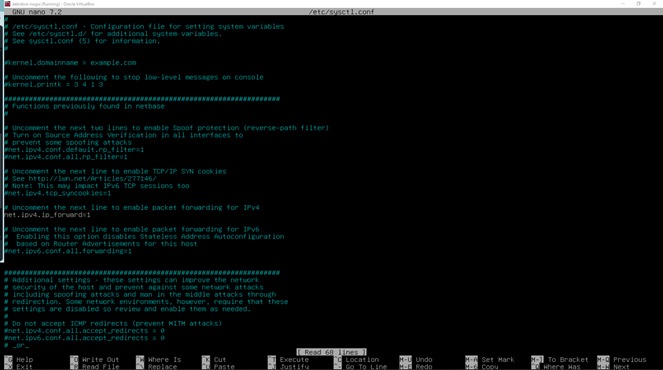 [Running] - Oracle VirtualBox
GNU nano 7.2 /etc/sysctl.conf
#
# /etc/sysctl.conf - Configuration file for setting system variables
# See /etc/sysctl.d/ for additional system variables.
# See sysctl.conf (5) for information.
#
#kernel.domainname = example.com
# Uncomment the following to stop low-level messages on console
#kernel.printk = 3 4 1 3
###################################################################
# Functions previously found in netbase
#
# Uncomment the next two lines to enable Spoof protection (reverse-path filter)
# Turn on Source Address Verification in all interfaces to
# prevent some spoofing attacks
#net.ipv4.conf.default.rp_filter=1
#net.ipv4.conf.all.rp_filter=1
# Uncomment the next line to enable TCP/IP SYN cookies
# See http://lwn.net/Articles/277146/
# Note: This may impact IPv6 TCP sessions too
#net.ipv4.tcp_syncookies=1
# Uncomment the next line to enable packet forwarding for IPv4
net.ipv4.ip_forward=1
# Uncomment the next line to enable packet forwarding for IPv6
#  Enabling this option disables Stateless Address Autoconfiguration
#  based on Router Advertisements for this host
#net.ipv6.conf.all.forwarding=1
###################################################################
# Additional settings - these settings can improve the network
# security of the host and prevent against some network attacks
# including spoofing attacks and man in the middle attacks through
# redirection. Some network environments, however, require that these
# settings are disabled so review and enable them as needed.
#
# Do not accept ICMP redirects (prevent MITM attacks)
#net.ipv4.conf.all.accept_redirects = 0
#net.ipv6.conf.all.accept_redirects = 0
# _or_
[ Read 68 lines ]
^G Help ^O Write Out ^W Where Is ^K Cut ^T Execute ^C Location M-U Undo M-A Set Mark M-] To Bracket M-Q Previous
^X Exit ^R Read File ^\ Replace ^U Paste ^J Justify ^/ Go To Line M-E Redo M-6 Copy ^Q Where Was M-W Next